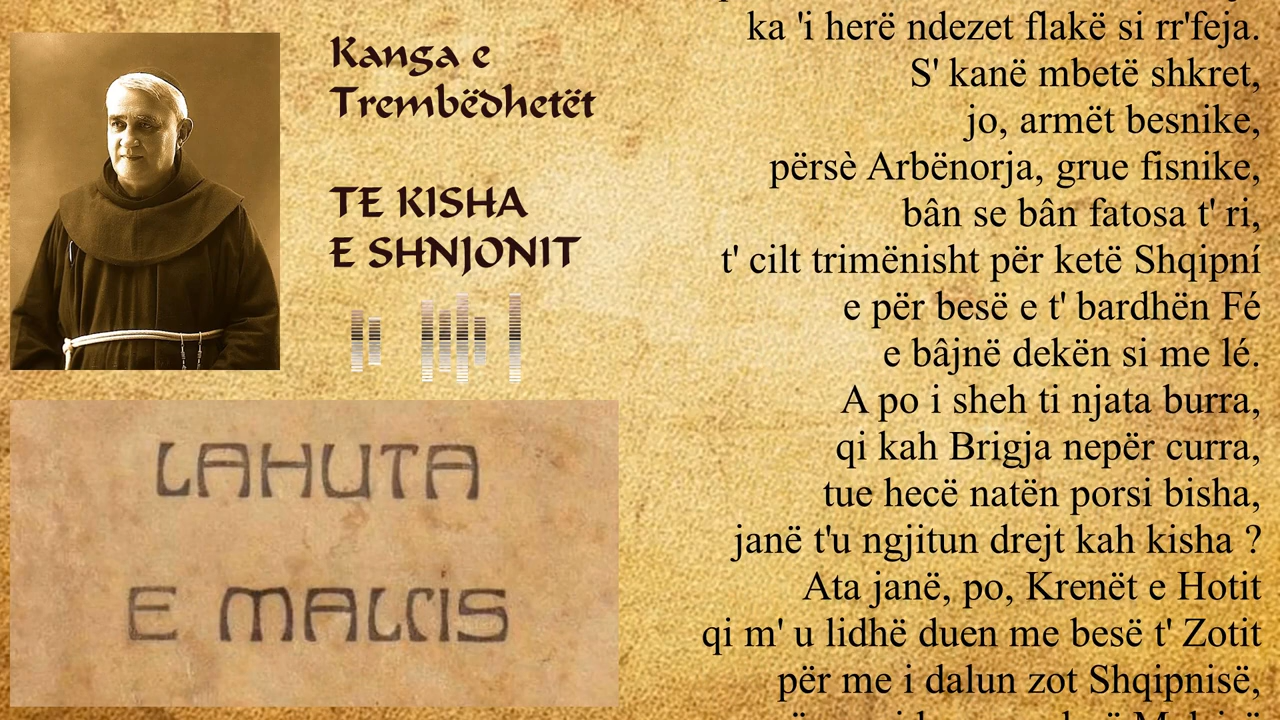 Kanga e
Trembëdhetët
TE KISHA
E SHNJONIT
LAHUTA
E MALCIS
ka 'i herë ndezet flakë si rr'feja.
S' kanë mbetë shkret,
jo, armët besnike,
përsè Arbënorja, grue fisnike,
bân se bân fatosa t' ri,
t' cilt trimënisht për ketë Shqipní
e për besë e t' bardhën Fé
e bâjnë dekën si me lé.
A po i sheh ti njata burra,
qi kah Brigja nepër curra,
tue hecë natën porsi bisha,
janë t'u ngjitun drejt kah kisha ?
Ata janë, po, Krenët e Hotit
qi m' u lidhë duen me besë t' Zotit
për me i dalun zot Shqipnisë,